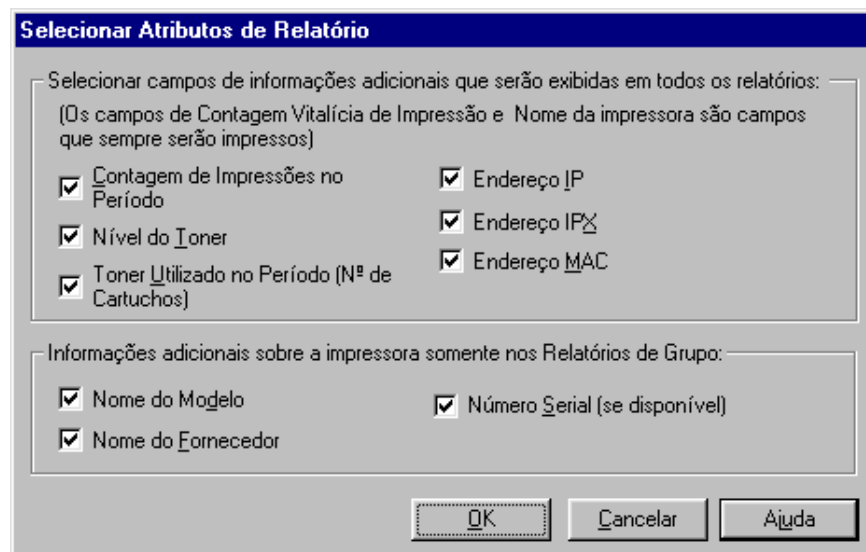 Selecionar Atributos de Relatório
Selecionar campos de informações adicionais que serão exibidas em todos os relatórios:
(Os campos de Contagem Vitalícia de Impressão e Nome da impressora são campos
que sempre serão impressos)
Contagem de Impressões no
Período
Nível do Toner
Toner Utilizado no Período (Nº de
Cartuchos)
Endereço IP
Endereço IPX
Endereço MAC
Informações adicionais sobre a impressora somente nos Relatórios de Grupo:
Nome do Modelo
Nome do Fornecedor
Número Serial (se disponível)
OK
Cancelar
Ajuda